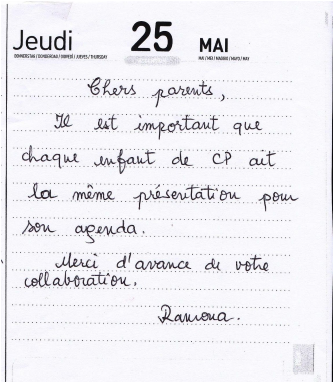 Jeudi 25 MAI
DONNERSTAG / DONDERDAG / JUEVES / THURSDAY MAI / MEI / MAGGIO / MAYO / MAY
Chers parents,
Il est important que
chaque enfant de CP ait
la même présentation pour
son agenda.
Merci d'avance de votre
collaboration.
Ramona.